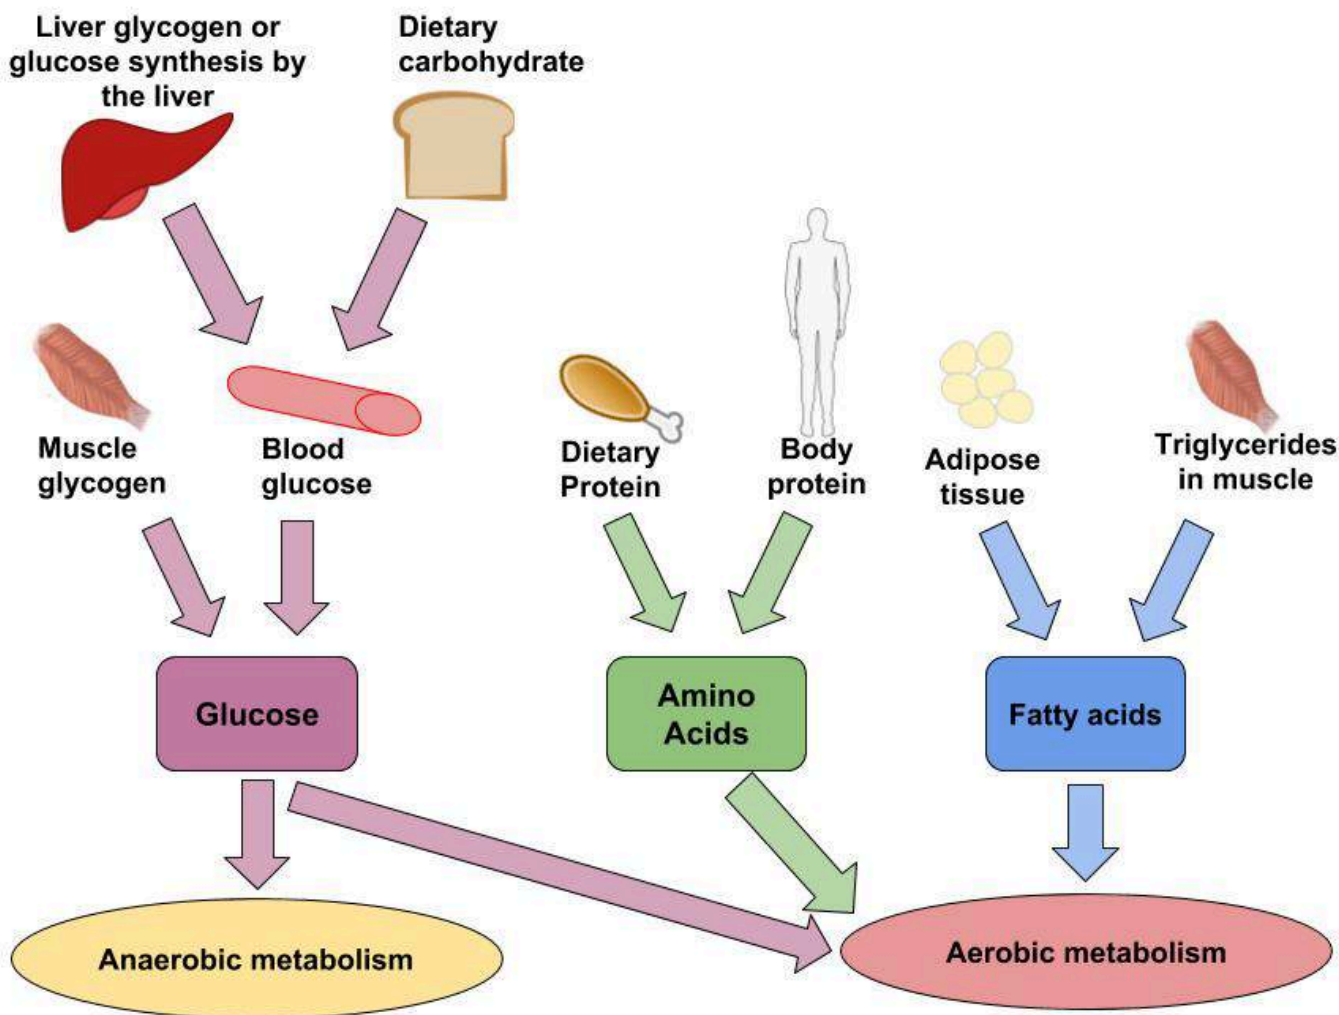 Liver glycogen or
glucose synthesis by
the liver
Dietary
carbohydrate
Muscle
glycogen
Blood
glucose
Dietary
Protein
Body
protein
Adipose
tissue
Triglycerides
in muscle
Glucose
Amino
Acids
Fatty acids
Anaerobic metabolism
Aerobic metabolism